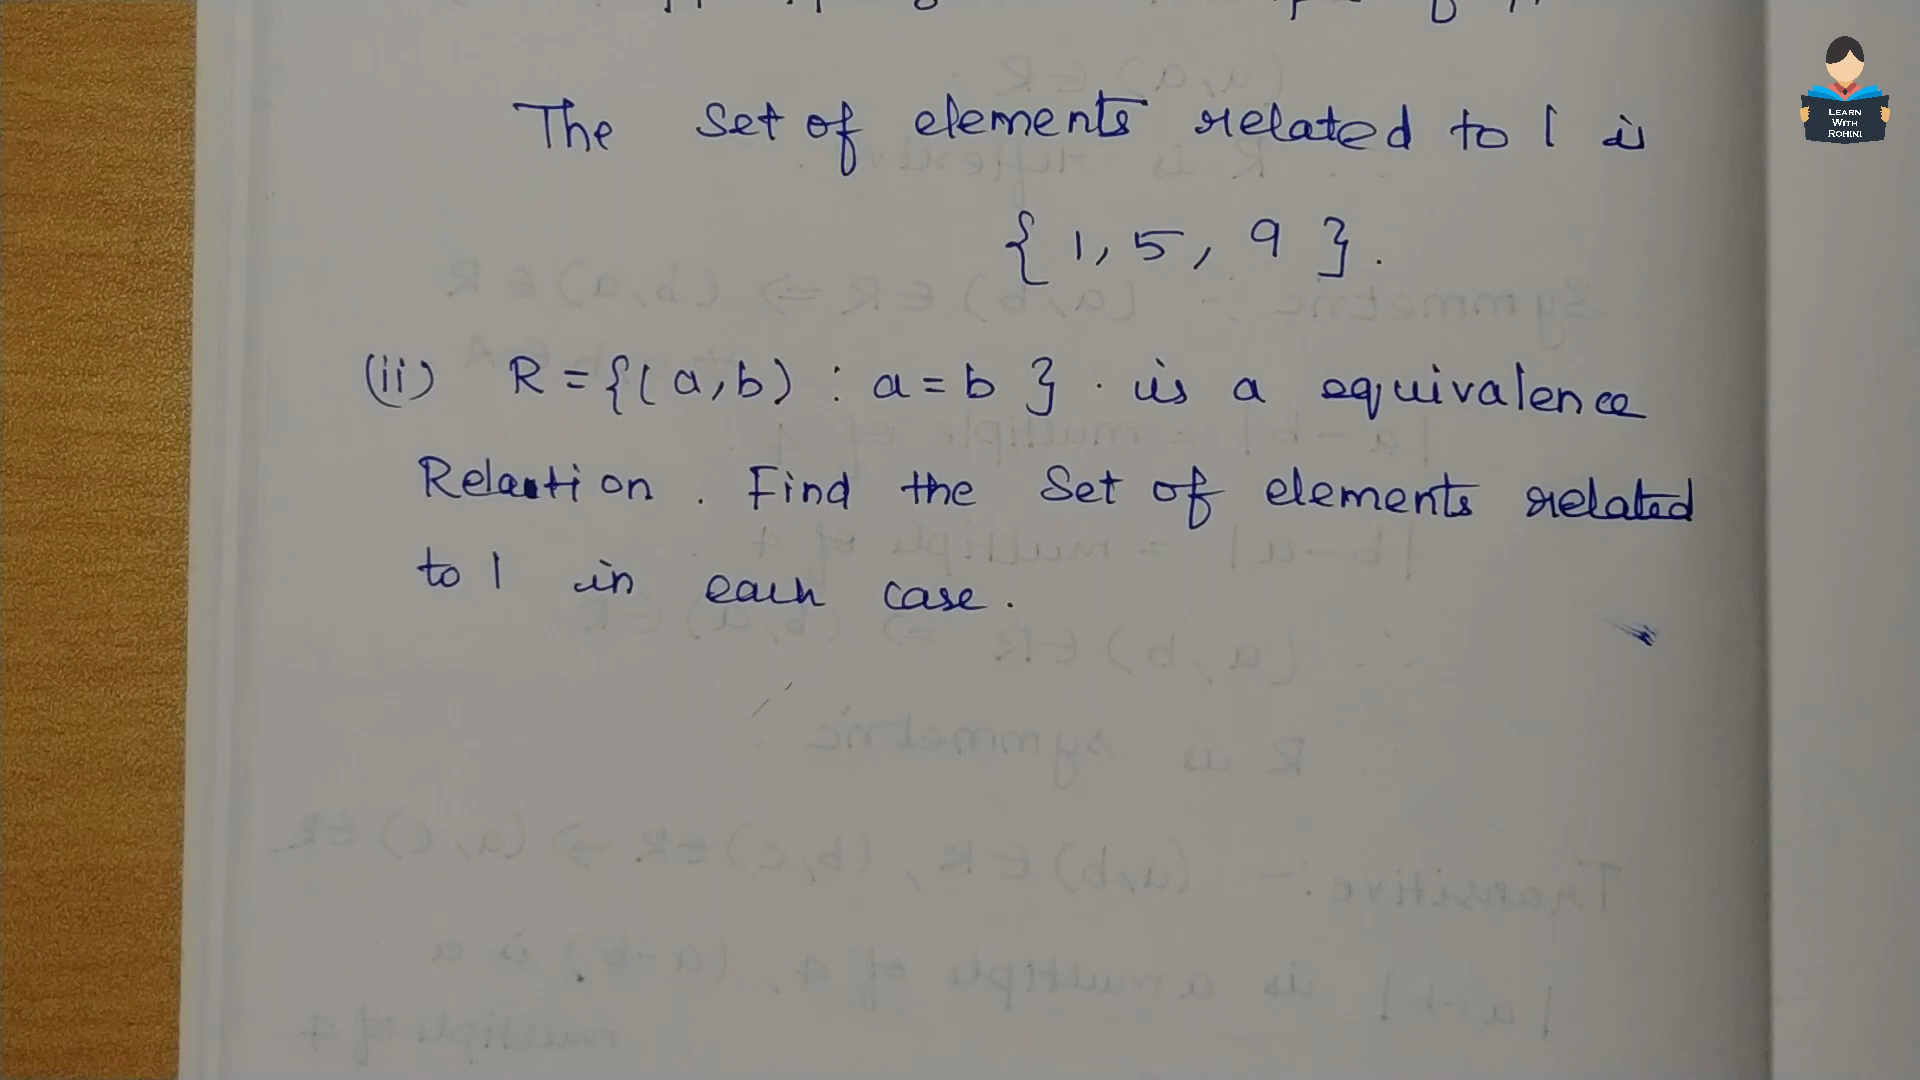 The set of elements related to 1 is
{ 1, 5, 9 }.
(ii) R = {(a,b) : a = b } . is a equivalence
Relation . Find the Set of elements related
to 1 in each case.
LEARN
WITH
ROHINI